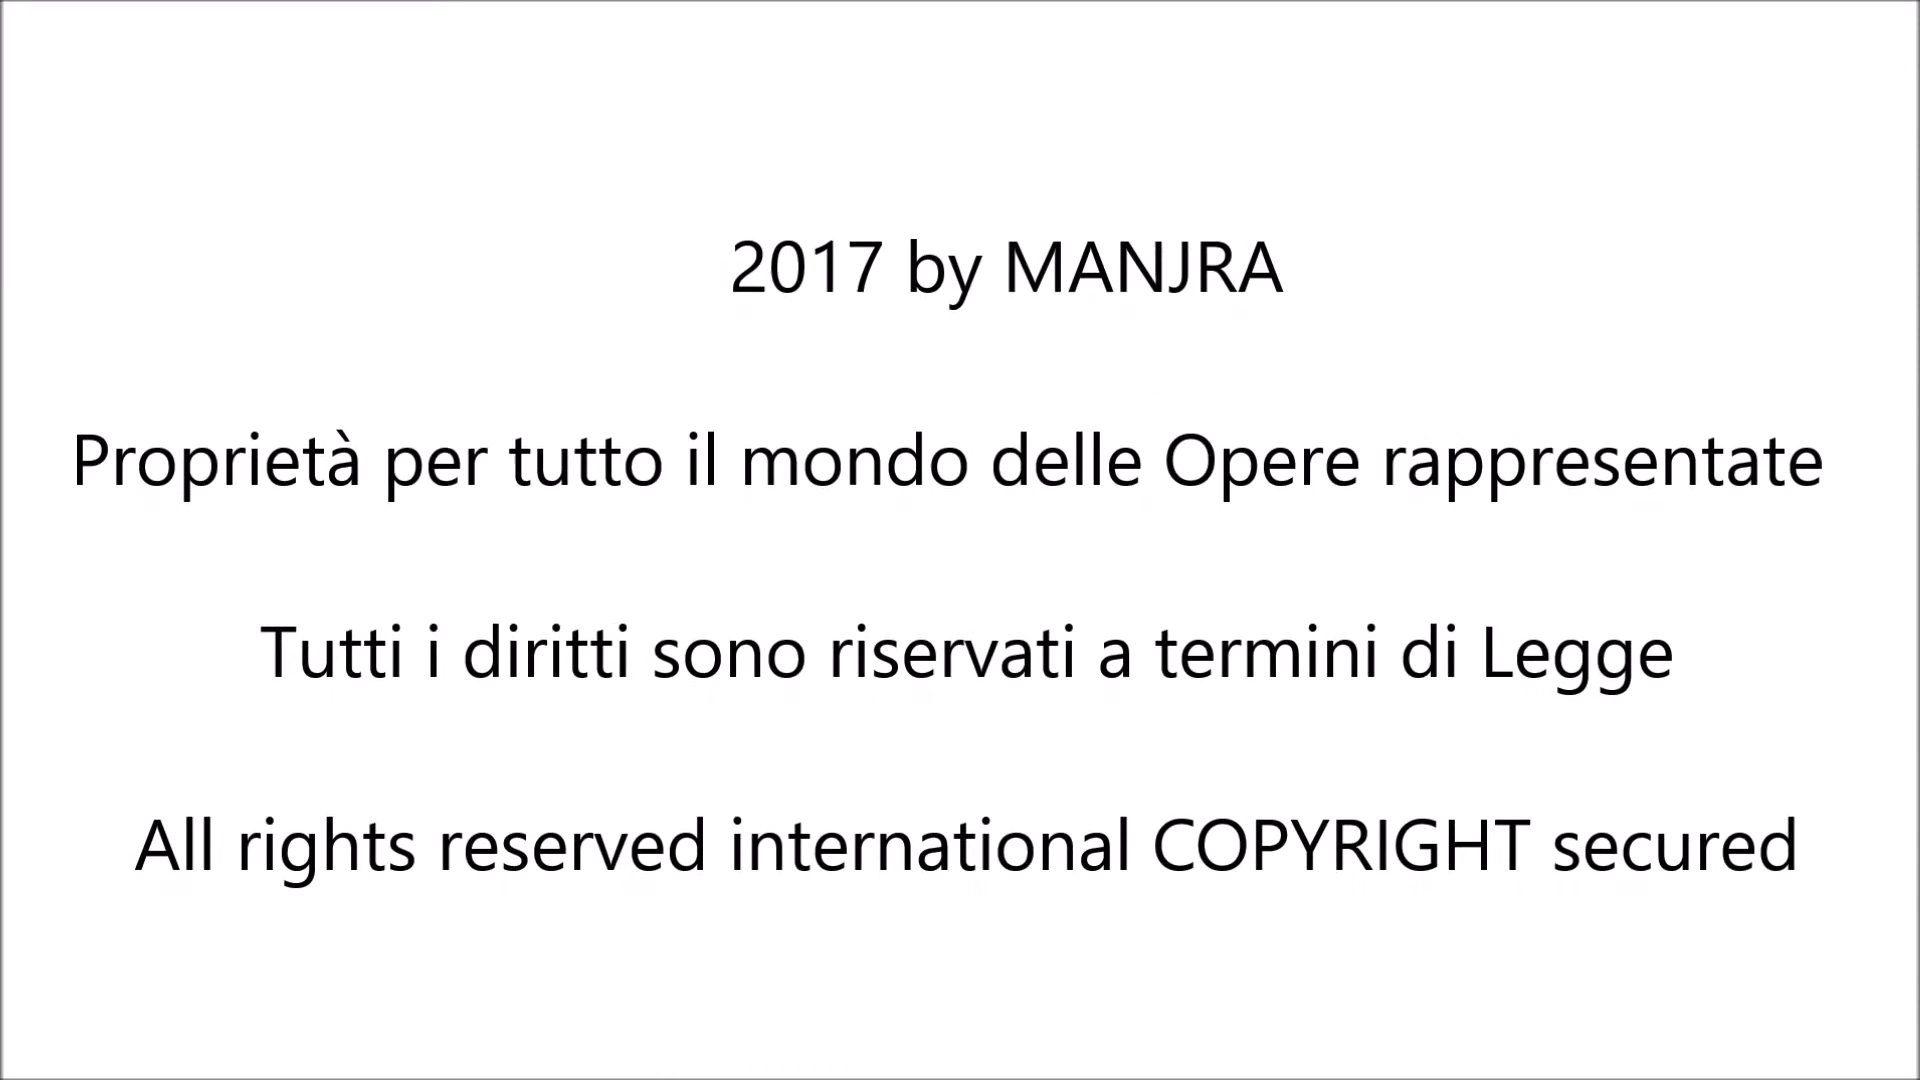 2017 by MANJRA
Proprietà per tutto il mondo delle Opere rappresentate
Tutti i diritti sono riservati a termini di Legge
All rights reserved international COPYRIGHT secured